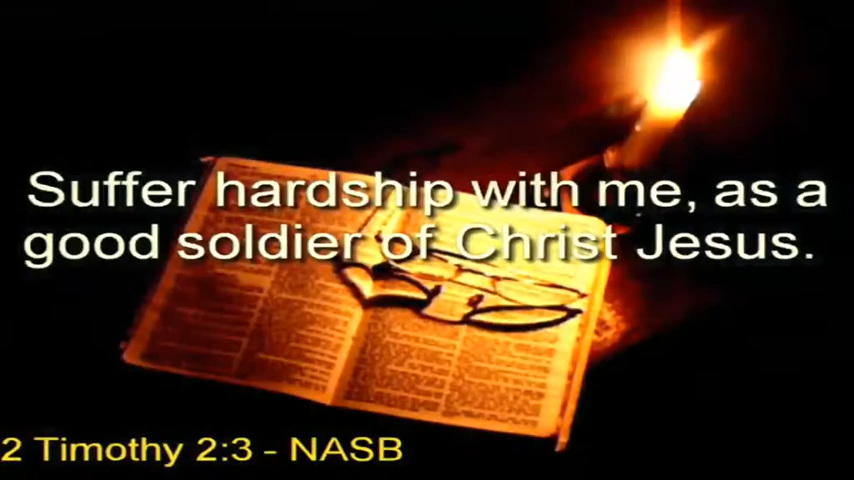 Suffer hardship with me, as a
good soldier of Christ Jesus.
2 Timothy 2:3 - NASB